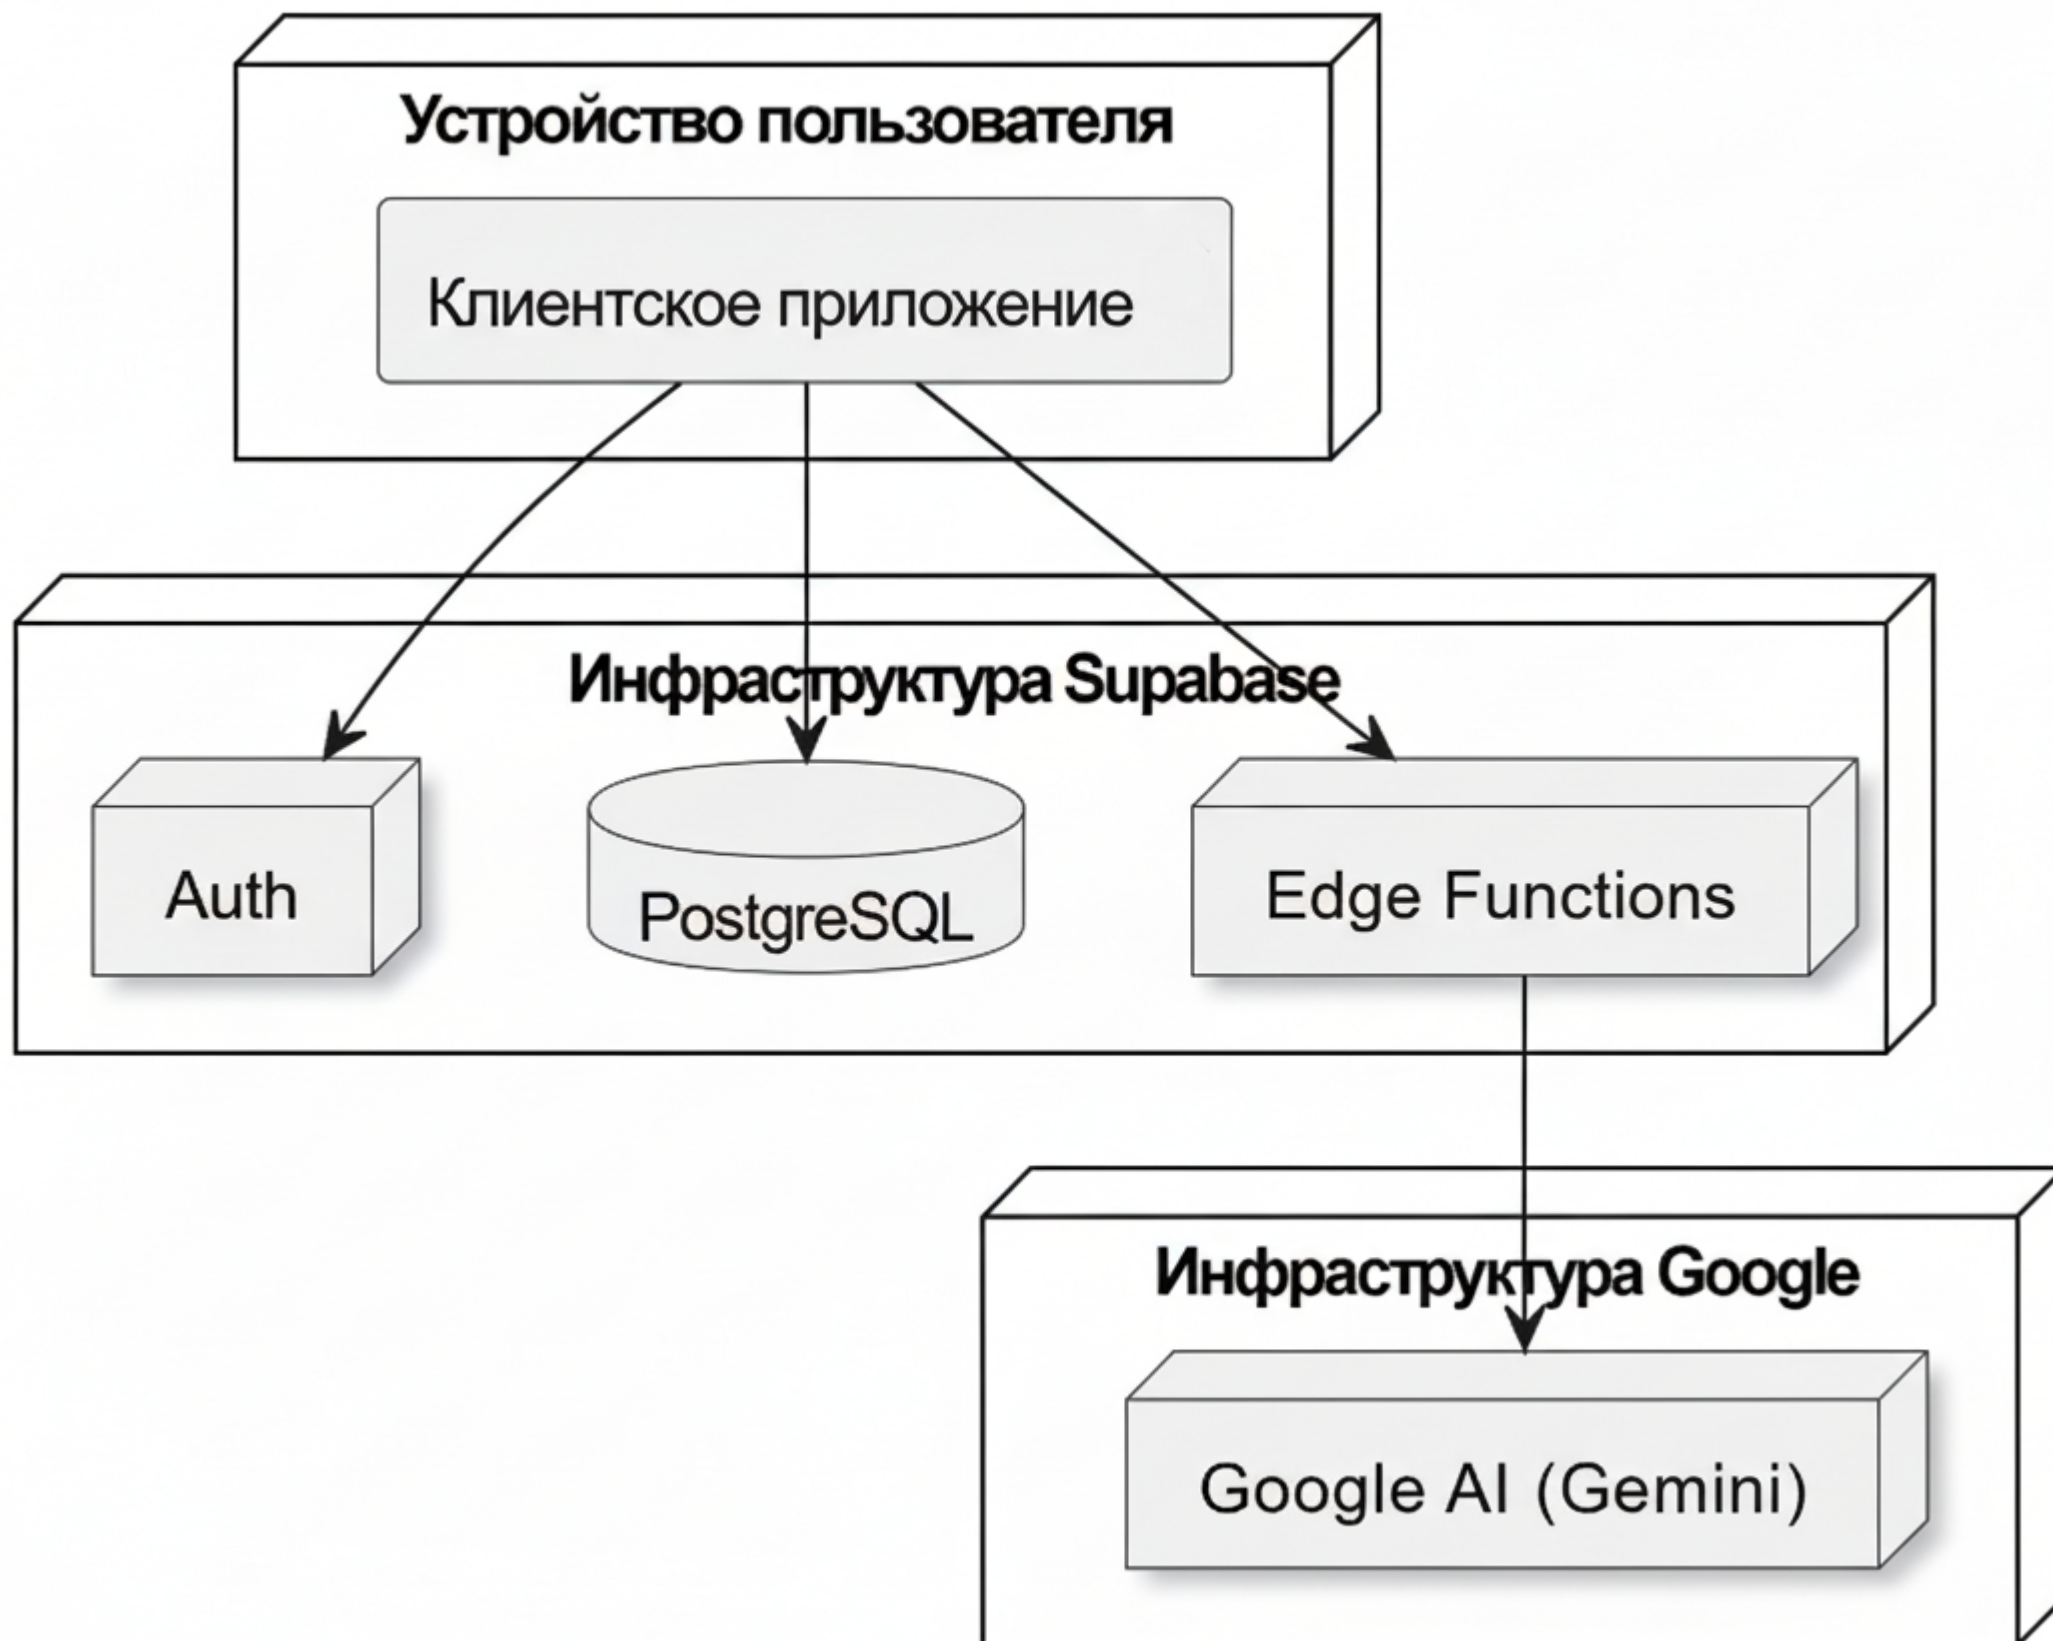 Устройство пользователя
Клиентское приложение
Инфраструктура Supabase
Auth
PostgreSQL
Edge Functions
Инфраструктура Google
Google AI (Gemini)